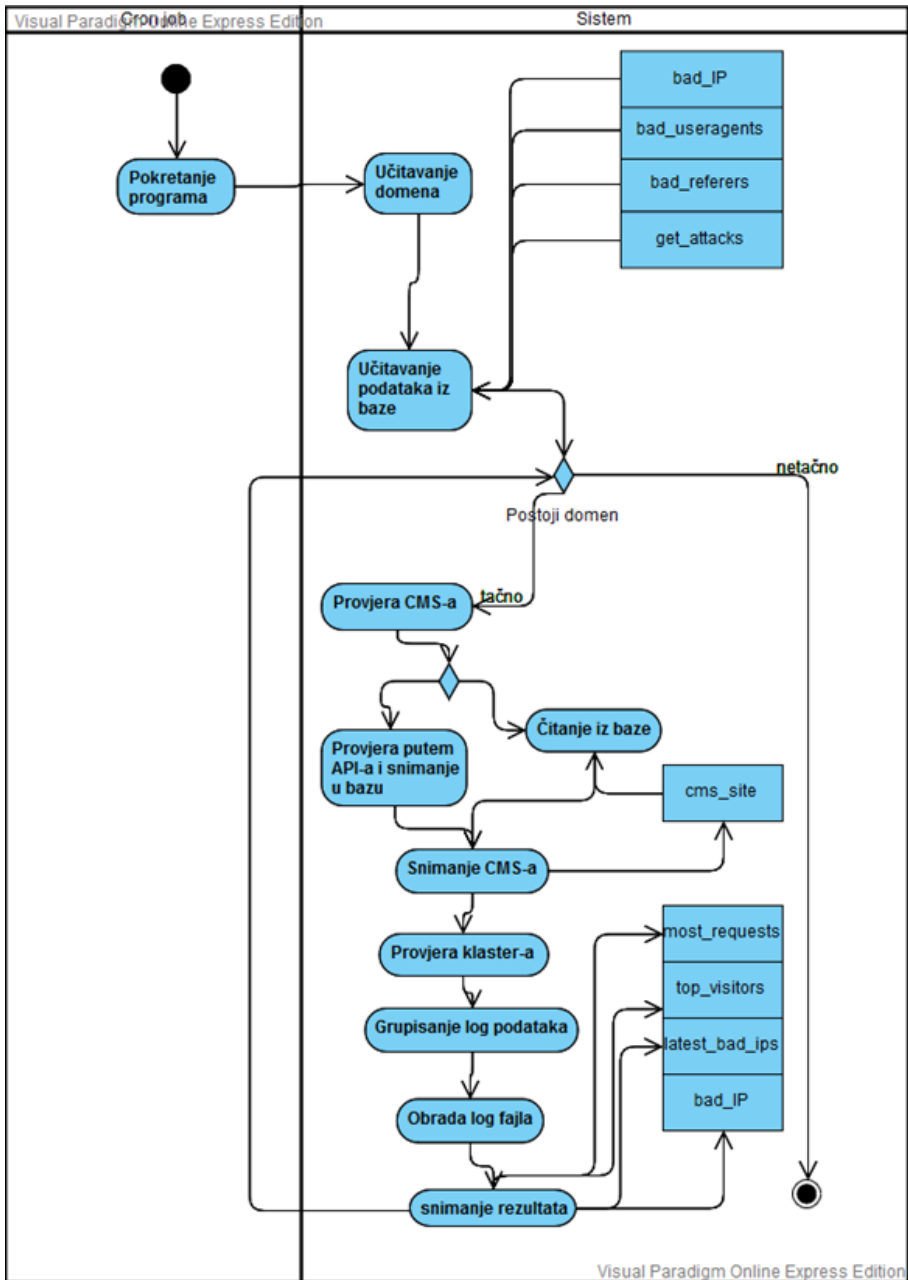 Visual Paradigm Online Express Edition
Cron job
Sistem
bad_IP
bad_useragents
bad_referers
get_attacks
Pokretanje
programa
Učitavanje
domena
Učitavanje
podataka iz
baze
netačno
Postoji domen
tačno
Provjera CMS-a
Čitanje iz baze
Provjera putem
API-a i snimanje
u bazu
cms_site
Snimanje CMS-a
Provjera klaster-a
Grupisanje log podataka
Obrada log fajla
snimanje rezultata
most_requests
top_visitors
latest_bad_ips
bad_IP
Visual Paradigm Online Express Edition